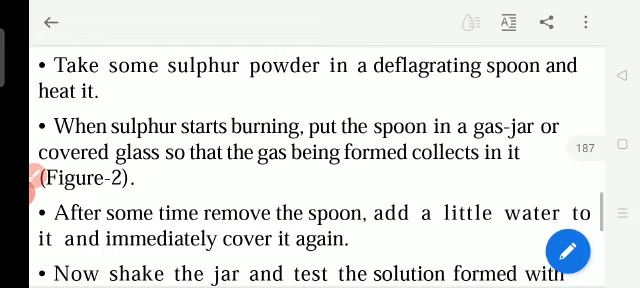 • Take some sulphur powder in a deflagrating spoon and
heat it.
• When sulphur starts burning, put the spoon in a gas-jar or
covered glass so that the gas being formed collects in it
187
(Figure-2).
• After some time remove the spoon, add a little water to
it and immediately cover it again.
• Now shake the jar and test the solution formed with